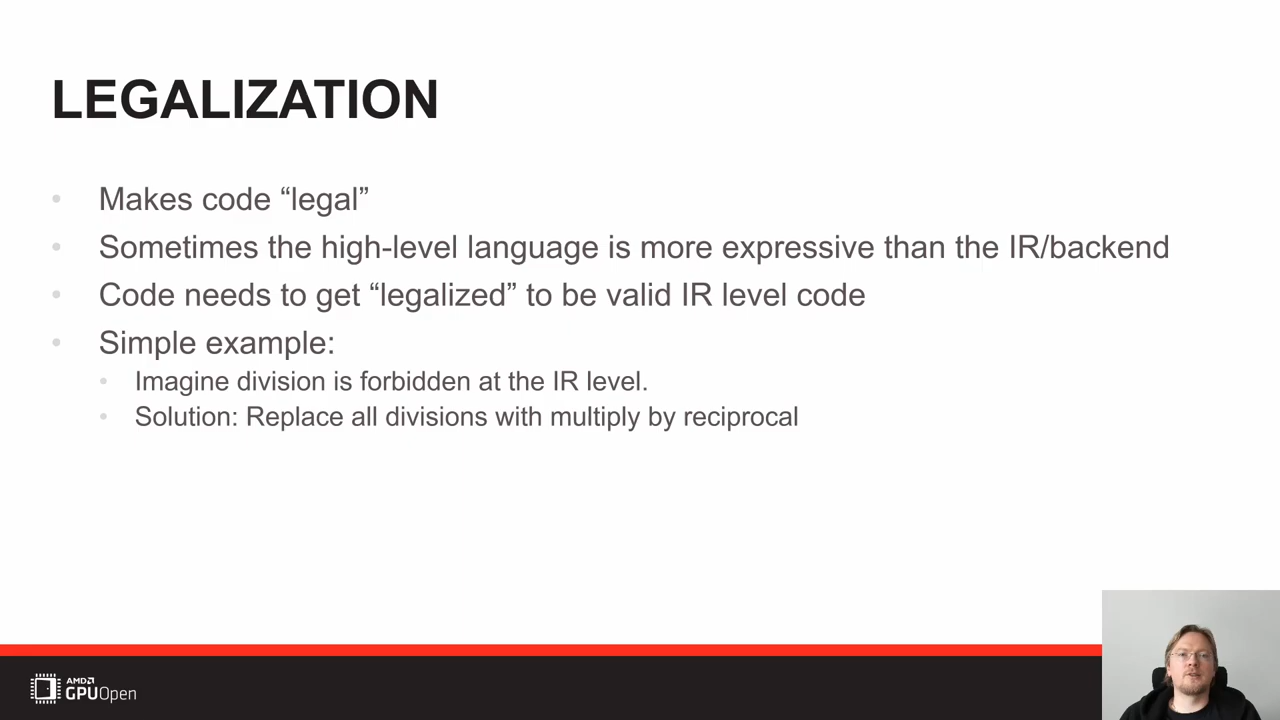 LEGALIZATION
• Makes code “legal”
• Sometimes the high-level language is more expressive than the IR/backend
• Code needs to get “legalized” to be valid IR level code
• Simple example:
• Imagine division is forbidden at the IR level.
• Solution: Replace all divisions with multiply by reciprocal
AMD
GPUOpen